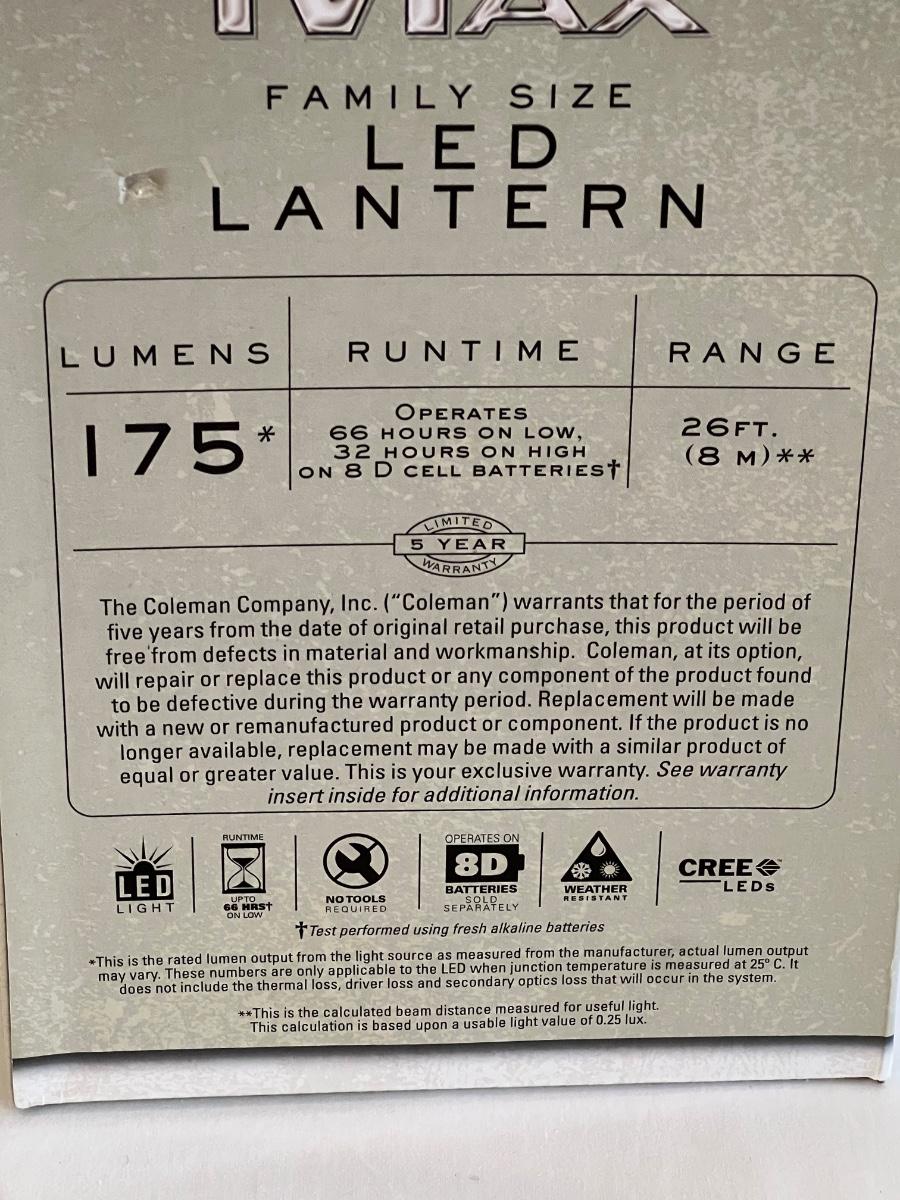 MAX
FAMILY SIZE
LED
LANTERN
LUMENS
175*
RUNTIME
OPERATES
66 HOURS ON LOW,
32 HOURS ON HIGH
ON 8 D CELL BATTERIES†
RANGE
26FT.
(8 M)**
LIMITED
5 YEAR
WARRANTY
The Coleman Company, Inc. (“Coleman”) warrants that for the period of
five years from the date of original retail purchase, this product will be
free from defects in material and workmanship. Coleman, at its option,
will repair or replace this product or any component of the product found
to be defective during the warranty period. Replacement will be made
with a new or remanufactured product or component. If the product is no
longer available, replacement may be made with a similar product of
equal or greater value. This is your exclusive warranty. See warranty
insert inside for additional information.
LED
LIGHT
RUNTIME
UP TO
66 HRS†
ON LOW
NO TOOLS
REQUIRED
OPERATES ON
8D
BATTERIES
SOLD
SEPARATELY
WEATHER
RESISTANT
CREE
LEDs
†Test performed using fresh alkaline batteries
*This is the rated lumen output from the light source as measured from the manufacturer, actual lumen output
may vary. These numbers are only applicable to the LED when junction temperature is measured at 25° C. It
does not include the thermal loss, driver loss and secondary optics loss that will occur in the system.
**This is the calculated beam distance measured for useful light.
This calculation is based upon a usable light value of 0.25 lux.